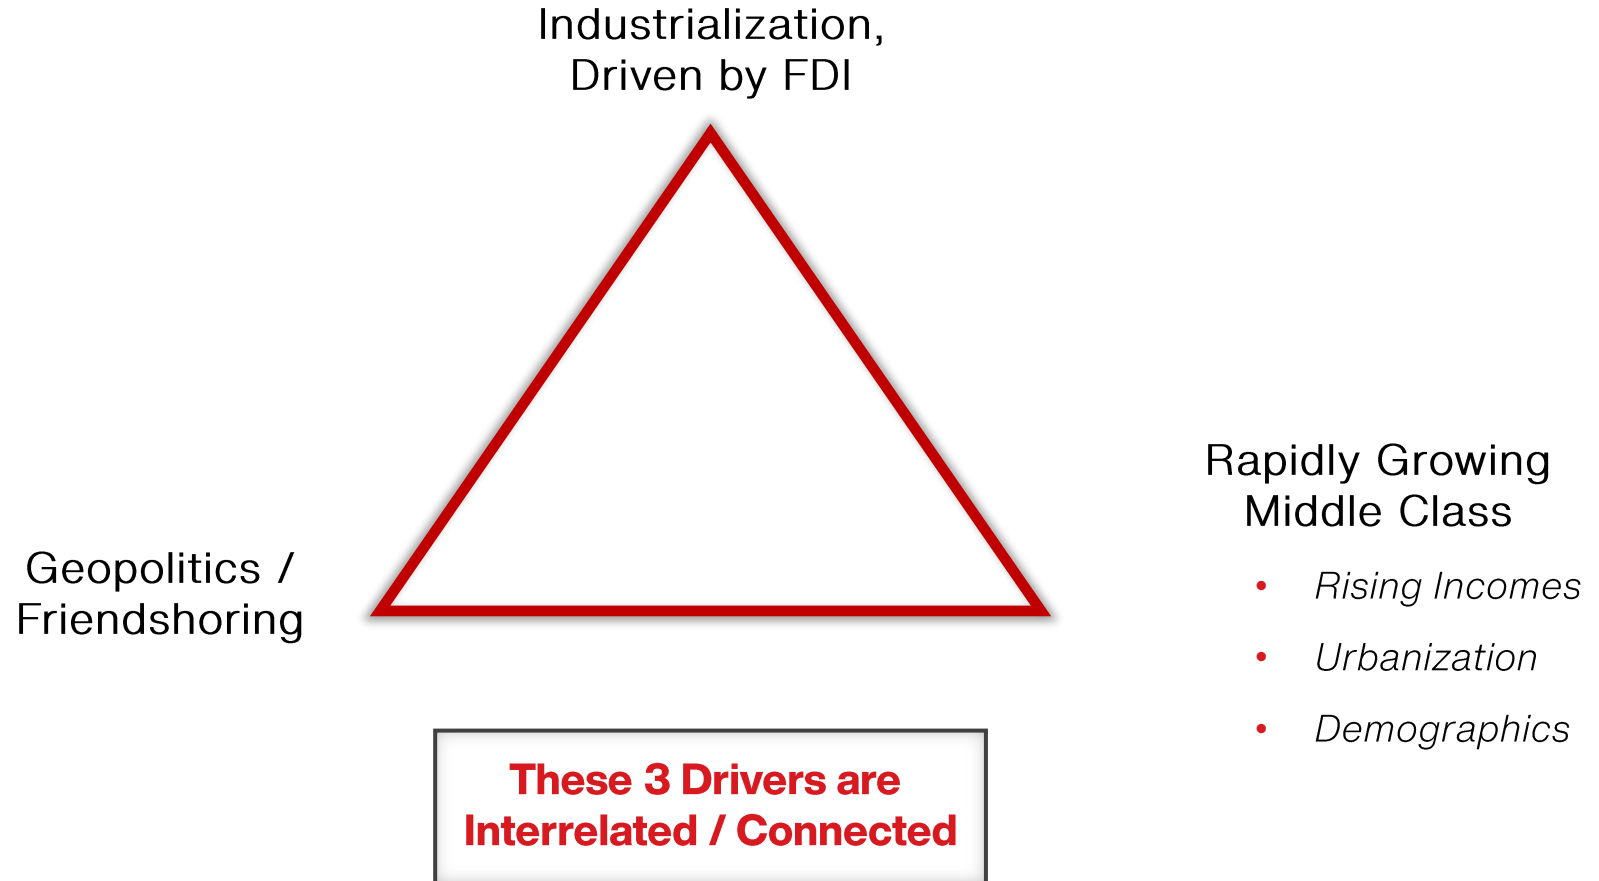 Industrialization,
Driven by FDI
Geopolitics /
Friendshoring
Rapidly Growing
Middle Class
• Rising Incomes
• Urbanization
• Demographics
These 3 Drivers are
Interrelated / Connected